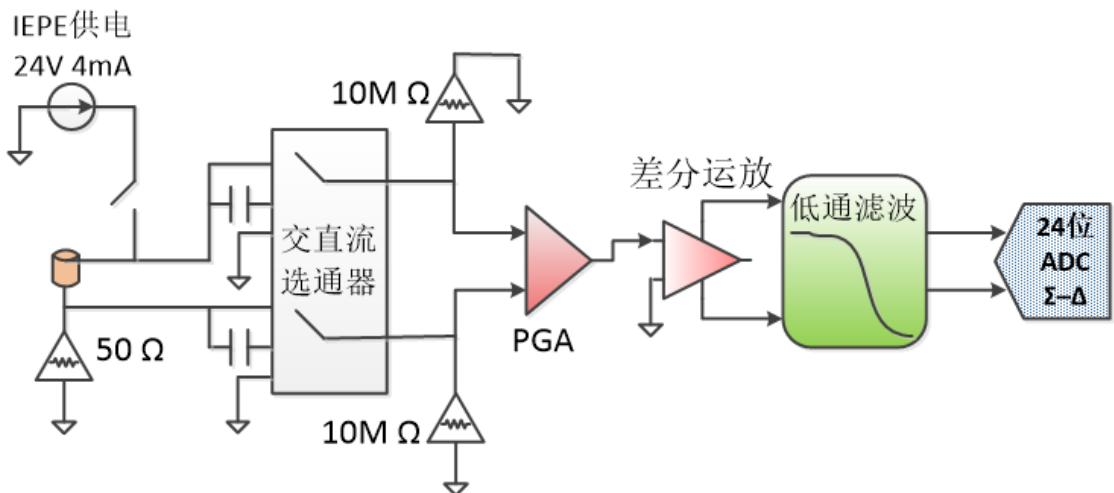 IEPE供电
24V 4mA
10M Ω
交直流
选通器
50 Ω
10M Ω
PGA
差分运放
低通滤波
24位
ADC
Σ–Δ